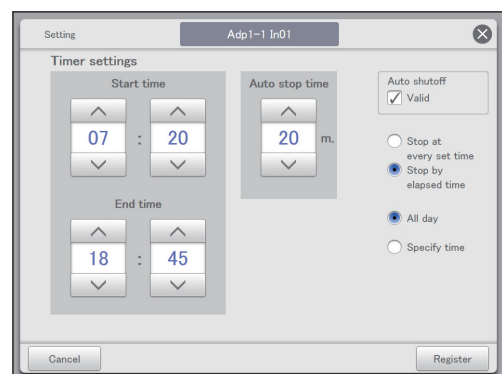 Setting
Adp1-1 In01
Timer settings
Start time
07 : 20
Auto stop time
20 m.
End time
18 : 45
Auto shutoff
Valid
Stop at
every set time
Stop by
elapsed time
All day
Specify time
Cancel
Register